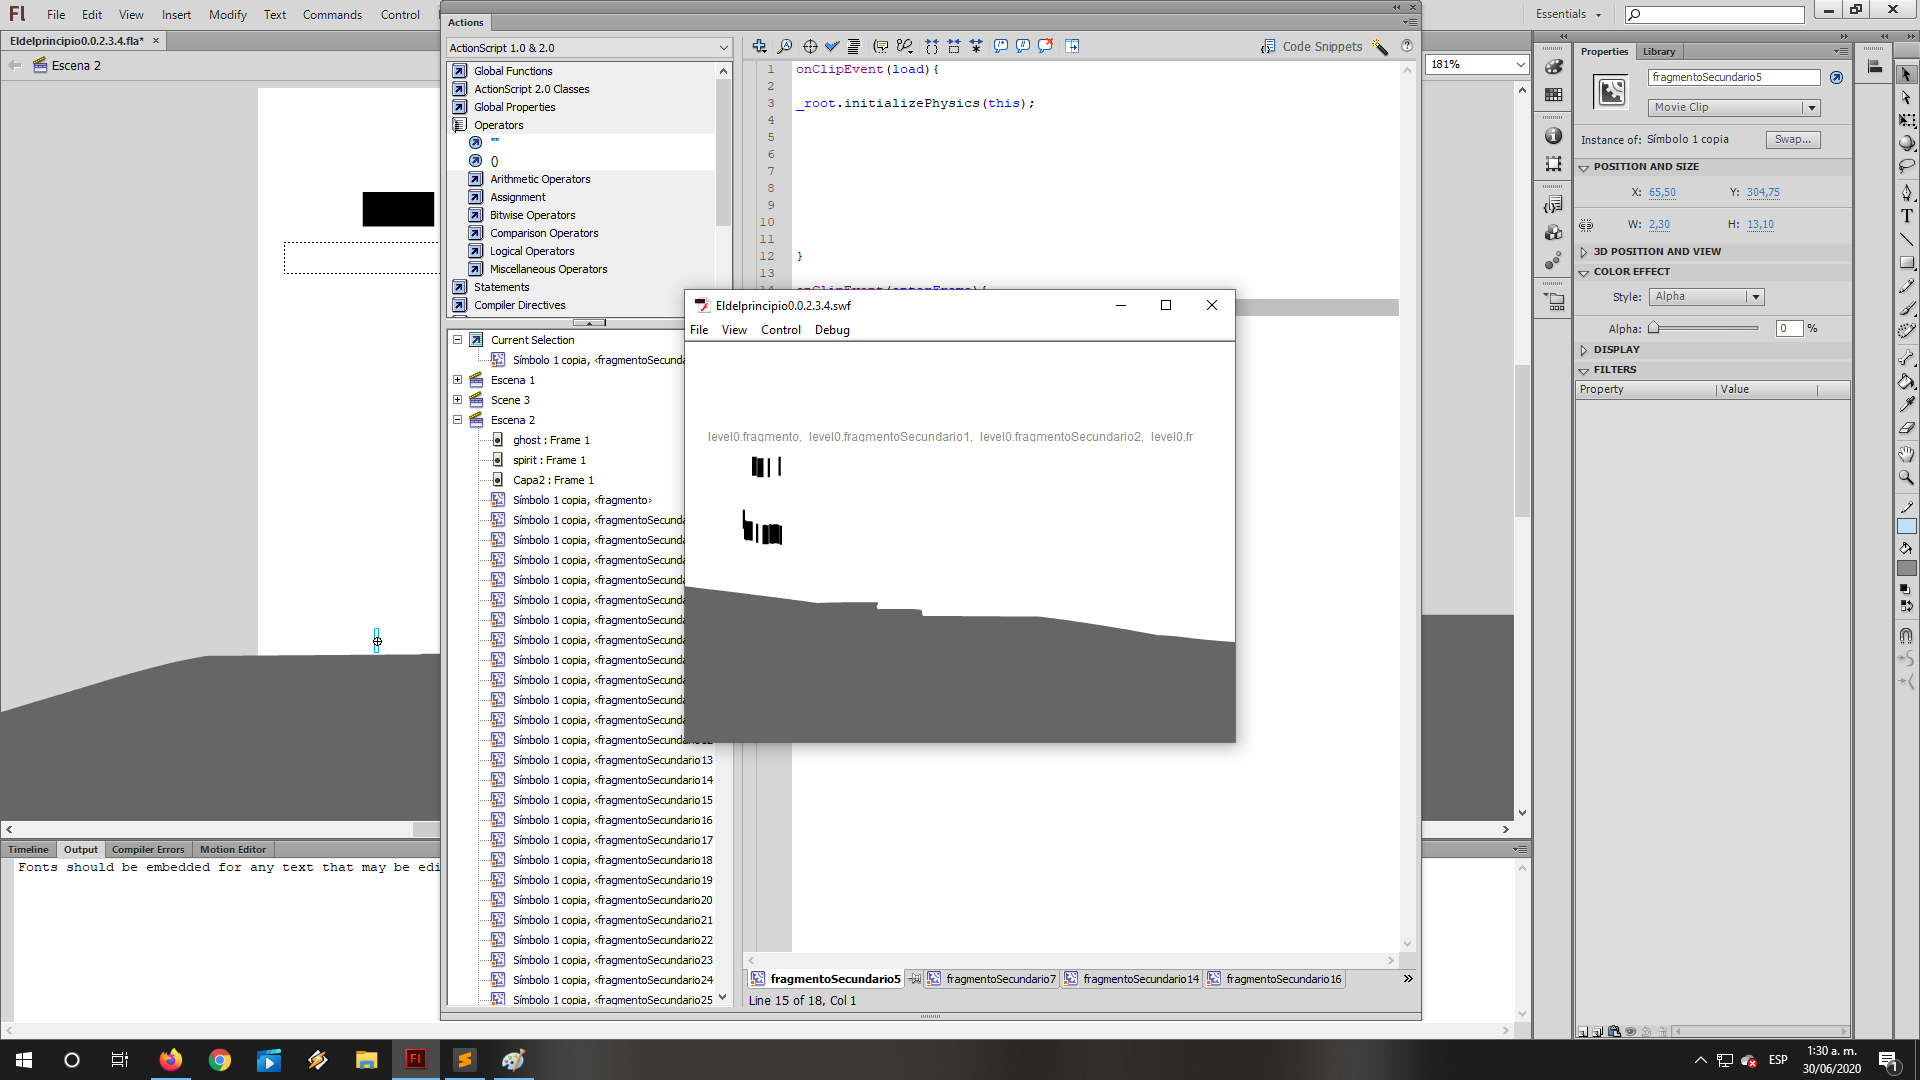 Fl File Edit View Insert Modify Text Commands Control
Essentials
Eldelprincipio0.0.2.3.4.fla*
Escena 2
181%
Actions
ActionScript 1.0 & 2.0
Global Functions
ActionScript 2.0 Classes
Global Properties
Operators
""
()
Arithmetic Operators
Assignment
Bitwise Operators
Comparison Operators
Logical Operators
Miscellaneous Operators
Statements
Compiler Directives
Current Selection
Símbolo 1 copia, <fragmentoSecunda
Escena 1
Scene 3
Escena 2
ghost : Frame 1
spirit : Frame 1
Capa2 : Frame 1
Símbolo 1 copia, <fragmento>
Símbolo 1 copia, <fragmentoSecunda
Símbolo 1 copia, <fragmentoSecunda
Símbolo 1 copia, <fragmentoSecunda
Símbolo 1 copia, <fragmentoSecunda
Símbolo 1 copia, <fragmentoSecunda
Símbolo 1 copia, <fragmentoSecunda
Símbolo 1 copia, <fragmentoSecunda
Símbolo 1 copia, <fragmentoSecunda
Símbolo 1 copia, <fragmentoSecunda
Símbolo 1 copia, <fragmentoSecunda
Símbolo 1 copia, <fragmentoSecunda
Símbolo 1 copia, <fragmentoSecundario12
Símbolo 1 copia, <fragmentoSecundario13
Símbolo 1 copia, <fragmentoSecundario14
Símbolo 1 copia, <fragmentoSecundario15
Símbolo 1 copia, <fragmentoSecundario16
Símbolo 1 copia, <fragmentoSecundario17
Símbolo 1 copia, <fragmentoSecundario18
Símbolo 1 copia, <fragmentoSecundario19
Símbolo 1 copia, <fragmentoSecundario20
Símbolo 1 copia, <fragmentoSecundario21
Símbolo 1 copia, <fragmentoSecundario22
Símbolo 1 copia, <fragmentoSecundario23
Símbolo 1 copia, <fragmentoSecundario24
Símbolo 1 copia, <fragmentoSecundario25
Code Snippets
1 onClipEvent(load){
2
3 _root.initializePhysics(this);
4
5
6
7
8
9
10
11
12 }
13
14 onClipEvent(enterFrame){
Eldelprincipio0.0.2.3.4.swf
File View Control Debug
level0.fragmento, level0.fragmentoSecundario1, level0.fragmentoSecundario2, level0.fr
fragmentoSecundario5 fragmentoSecundario7 fragmentoSecundario14 fragmentoSecundario16
Line 15 of 18, Col 1
Timeline Output Compiler Errors Motion Editor
Fonts should be embedded for any text that may be edi
Properties Library
fragmentoSecundario5
Movie Clip
Instance of: Símbolo 1 copia Swap...
POSITION AND SIZE
X: 65,50 Y: 304,75
W: 2,30 H: 13,10
3D POSITION AND VIEW
COLOR EFFECT
Style: Alpha
Alpha: 0 %
DISPLAY
FILTERS
Property Value
Fl
ESP
1:30 a. m.
30/06/2020
1